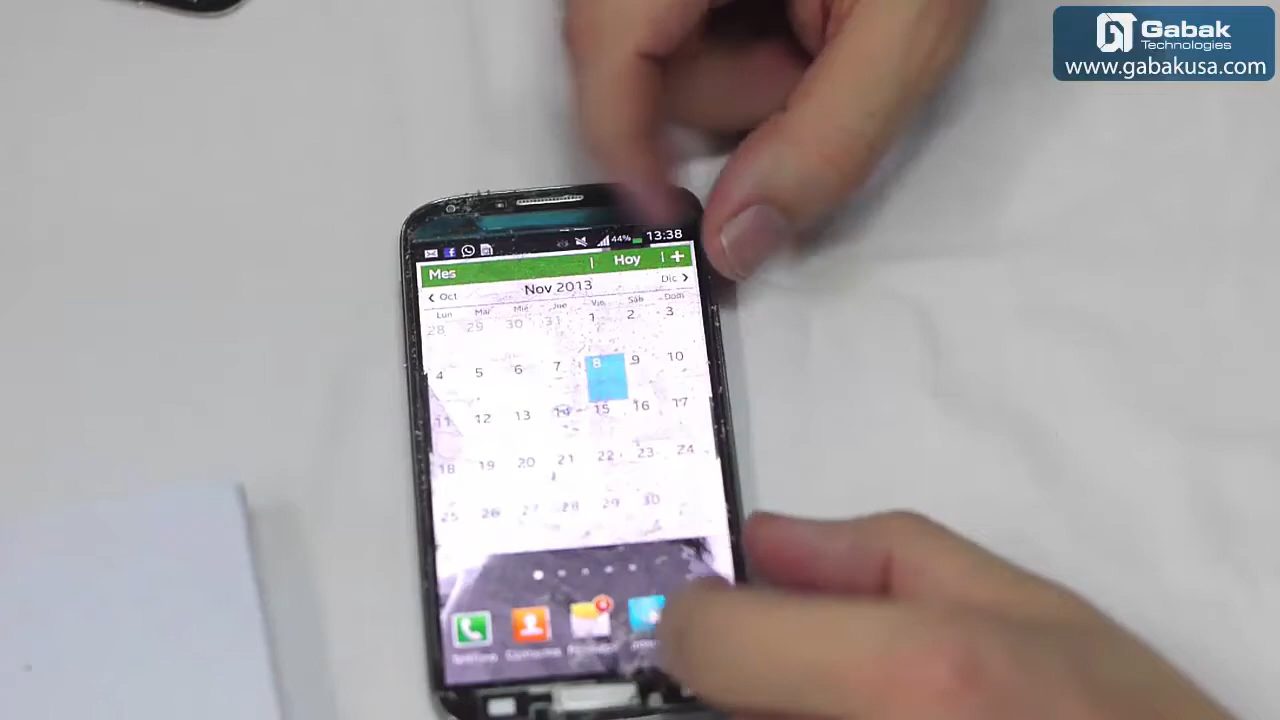 Gabak
Technologies
www.gabakusa.com
44% 13:38
Mes Hoy +
Oct Nov 2013 Dic
Lun Mar Mie Jue Vie Sáb Dom
28 29 30 31 1 2 3
4 5 6 7 8 9 10
11 12 13 14 15 16 17
18 19 20 21 22 23 24
25 26 27 28 29 30